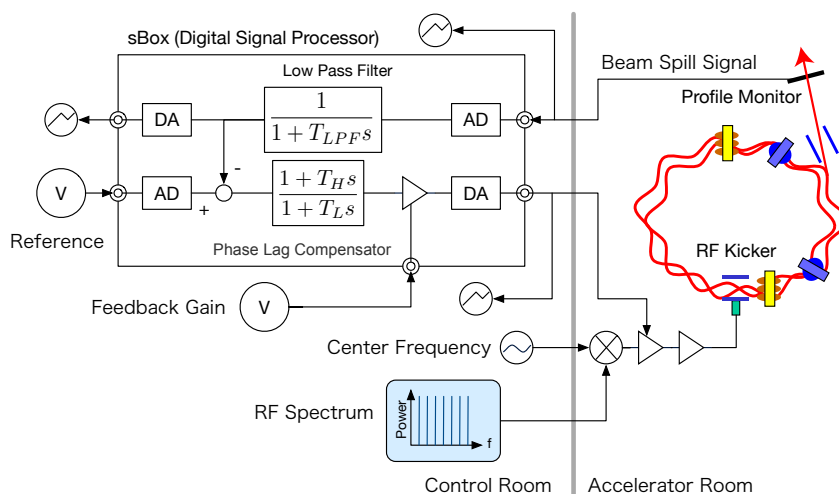 sBox (Digital Signal Processor)
Low Pass Filter
Beam Spill Signal
Profile Monitor
DA
1
1 + T_{LPF}s
AD
-
V
AD
+
1 + T_H s
1 + T_L s
DA
Reference
Phase Lag Compensator
RF Kicker
Feedback Gain
V
Center Frequency
RF Spectrum
Power
f
Control Room
Accelerator Room